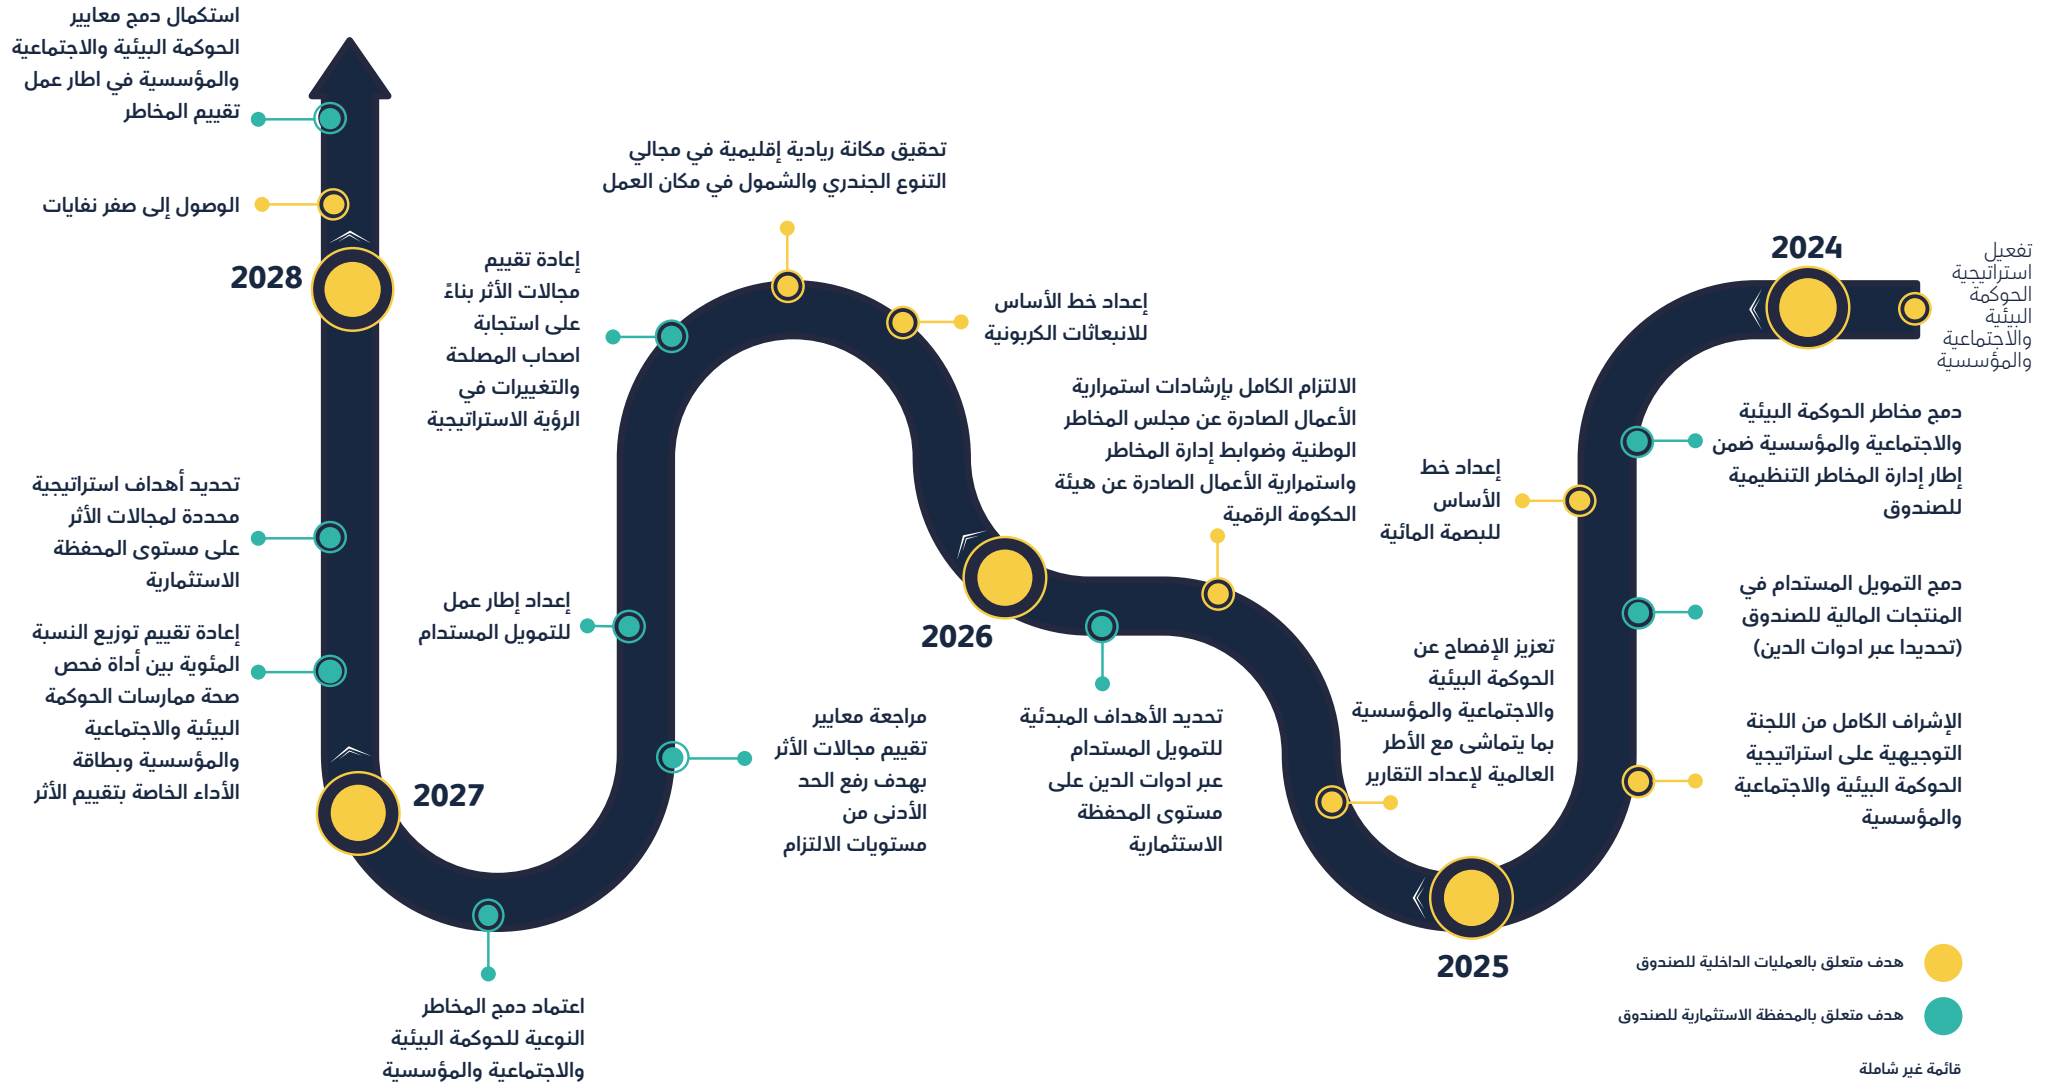 تفعيل
استراتيجية
الحوكمة
البيئية
والاجتماعية
والمؤسسية
2024
دمج مخاطر الحوكمة البيئية
والاجتماعية والمؤسسية ضمن
إطار إدارة المخاطر التنظيمية
للصندوق
إعداد خط
الأساس
للبصمة المائية
دمج التمويل المستدام في
المنتجات المالية للصندوق
(تحديدا عبر ادوات الدين)
الإشراف الكامل من اللجنة
التوجيهية على استراتيجية
الحوكمة البيئية والاجتماعية
والمؤسسية
2025
تعزيز الإفصاح عن
الحوكمة البيئية
والاجتماعية والمؤسسية
بما يتماشى مع الأطر
العالمية لإعداد التقارير
الالتزام الكامل بإرشادات استمرارية
الأعمال الصادرة عن مجلس المخاطر
الوطنية وضوابط إدارة المخاطر
واستمرارية الأعمال الصادرة عن هيئة
الحكومة الرقمية
تحديد الأهداف المبدئية
للتمويل المستدام
عبر ادوات الدين على
مستوى المحفظة
الاستثمارية
2026
إعداد خط الأساس
للانبعاثات الكربونية
تحقيق مكانة ريادية إقليمية في مجالي
التنوع الجندري والشمول في مكان العمل
إعادة تقييم
مجالات الأثر بناءً
على استجابة
اصحاب المصلحة
والتغييرات في
الرؤية الاستراتيجية
إعداد إطار عمل
للتمويل المستدام
مراجعة معايير
تقييم مجالات الأثر
بهدف رفع الحد
الأدنى من
مستويات الالتزام
اعتماد دمج المخاطر
النوعية للحوكمة البيئية
والاجتماعية والمؤسسية
2027
إعادة تقييم توزيع النسبة
المئوية بين أداة فحص
صحة ممارسات الحوكمة
البيئية والاجتماعية
والمؤسسية وبطاقة
الأداء الخاصة بتقييم الأثر
تحديد أهداف استراتيجية
محددة لمجالات الأثر
على مستوى المحفظة
الاستثمارية
2028
الوصول إلى صفر نفايات
استكمال دمج معايير
الحوكمة البيئية والاجتماعية
والمؤسسية في اطار عمل
تقييم المخاطر
هدف متعلق بالعمليات الداخلية للصندوق
هدف متعلق بالمحفظة الاستثمارية للصندوق
قائمة غير شاملة